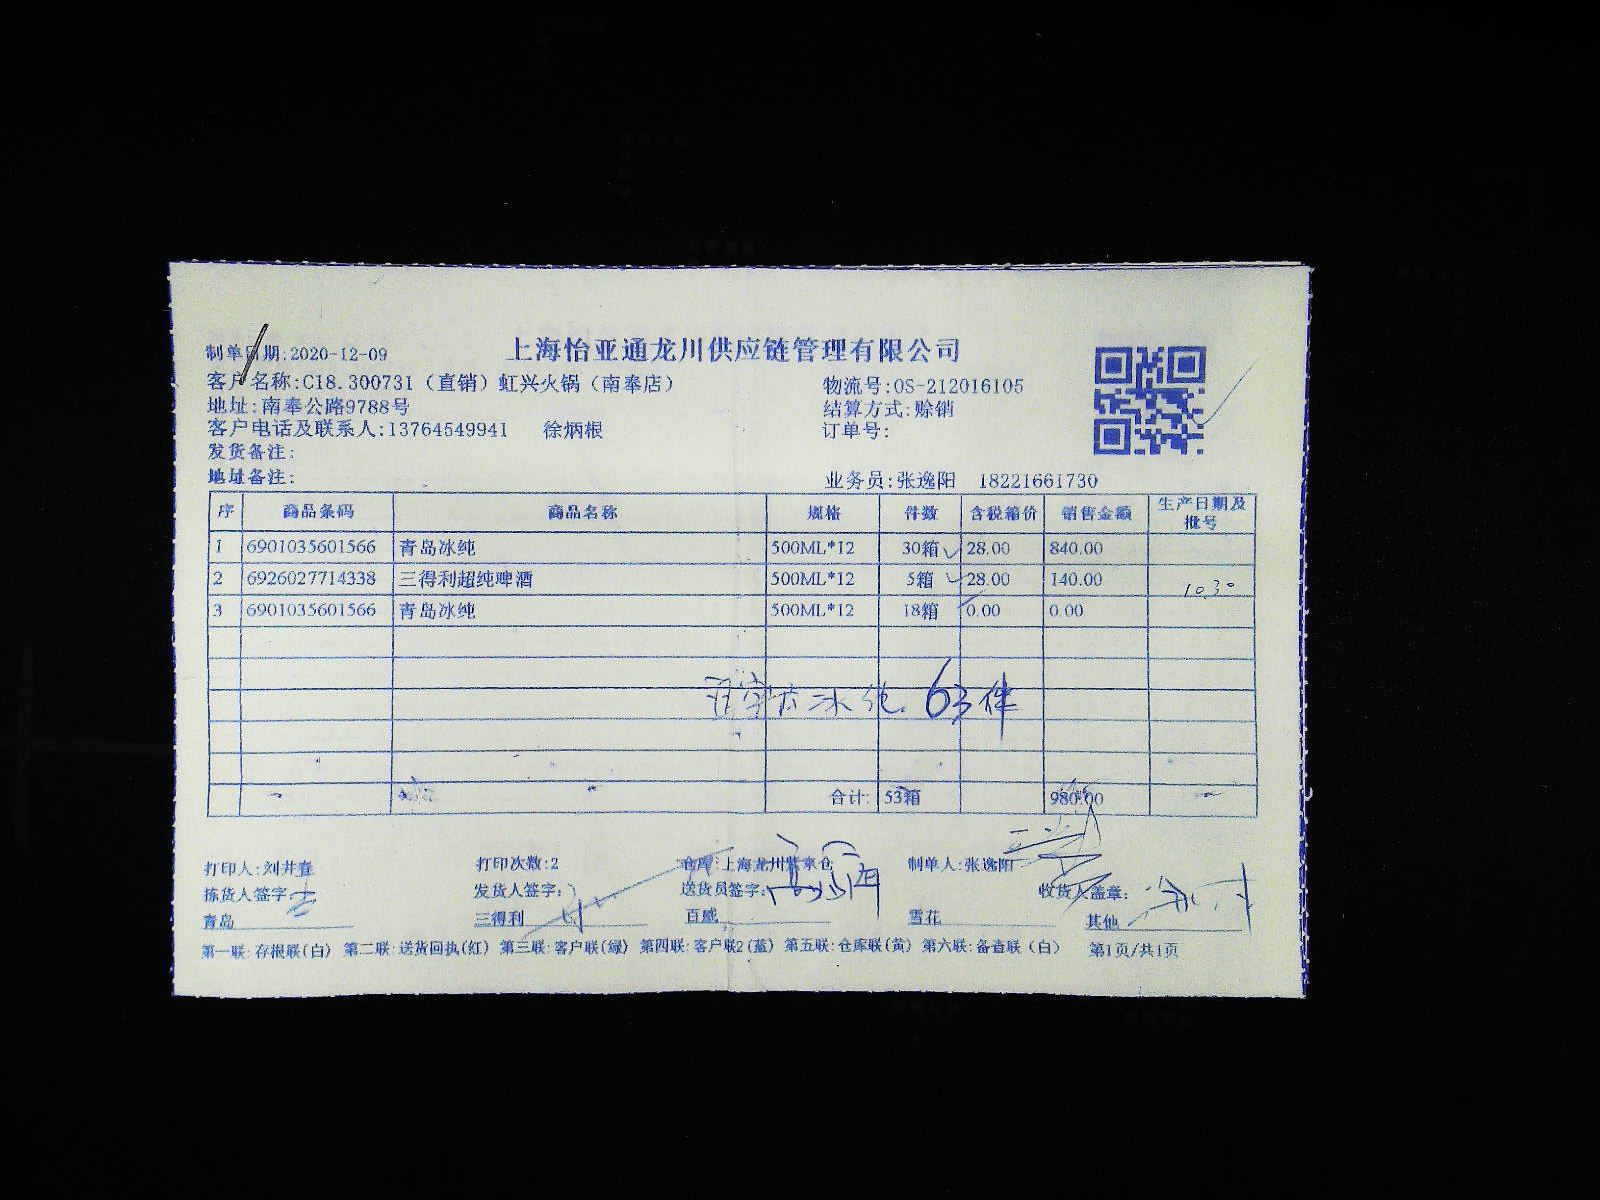 上海怡亚通龙川供应链管理有限公司
制单日期:2020-12-09
客户名称:C18.300731（直销）虹兴火锅（南奉店） 物流号:OS-212016105
地址:南奉公路9788号 结算方式:赊销
客户电话及联系人:13764549941 徐炳根 订单号:
发货备注:
地址备注: 业务员:张逸阳 18221661730
序 商品条码 商品名称 规格 件数 含税箱价 销售金额 生产日期及批号
1 6901035601566 青岛冰纯 500ML*12 30箱 28.00 840.00
2 6926027714338 三得利超纯啤酒 500ML*12 5箱 28.00 140.00 10.30
3 6901035601566 青岛冰纯 500ML*12 18箱 0.00 0.00
冰纯 63件
合计: 53箱 980.00
打印人:刘井春 打印次数:2 仓库:上海龙川紫东仓 制单人:张逸阳
拣货人签字: 发货人签字: 送货员签字: 收货人盖章:
青岛 三得利 百威 雪花 其他
第一联:存根联(白) 第二联:送货回执(红) 第三联:客户联(绿) 第四联:客户联2(蓝) 第五联:仓库联(黄) 第六联:备查联（白） 第1页/共1页